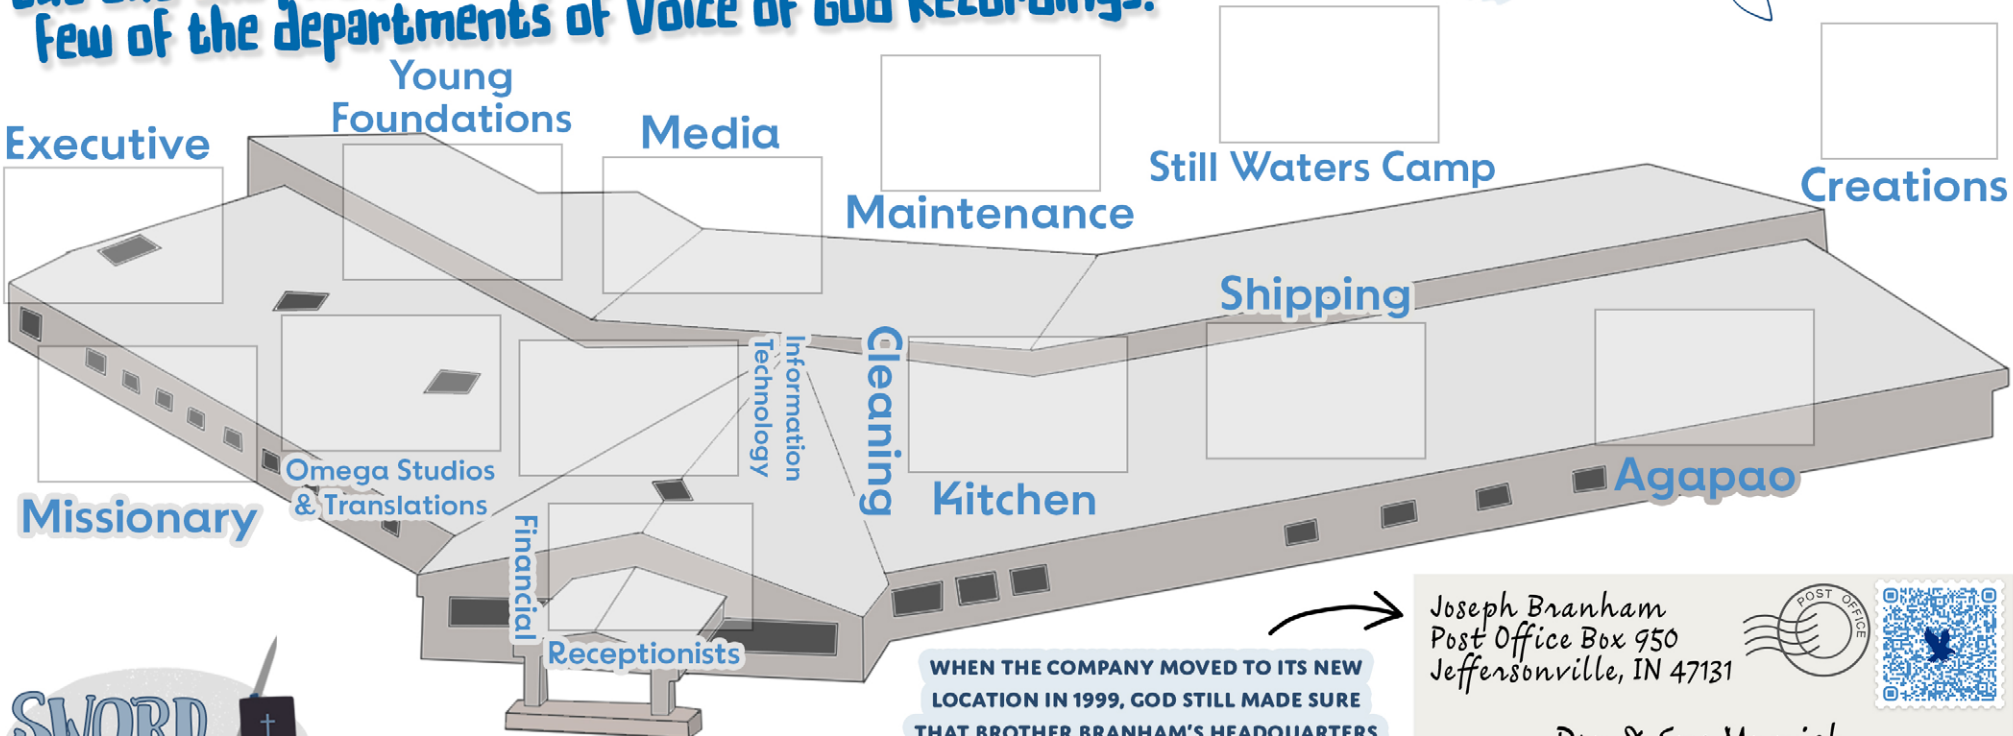 Few of the departments of Voice of God Recordings!
Young
Foundations
Executive
Media
Maintenance
Still Waters Camp
Creations
Shipping
Information
Technology
Cleaning
Omega Studios
& Translations
Missionary
Kitchen
Agapao
Financial
Receptionists
WHEN THE COMPANY MOVED TO ITS NEW
LOCATION IN 1999, GOD STILL MADE SURE
THAT BROTHER BRANHAM'S HEADQUARTERS
Joseph Branham
Post Office Box 950
Jeffersonville, IN 47131
POST OFFICE
SWORD